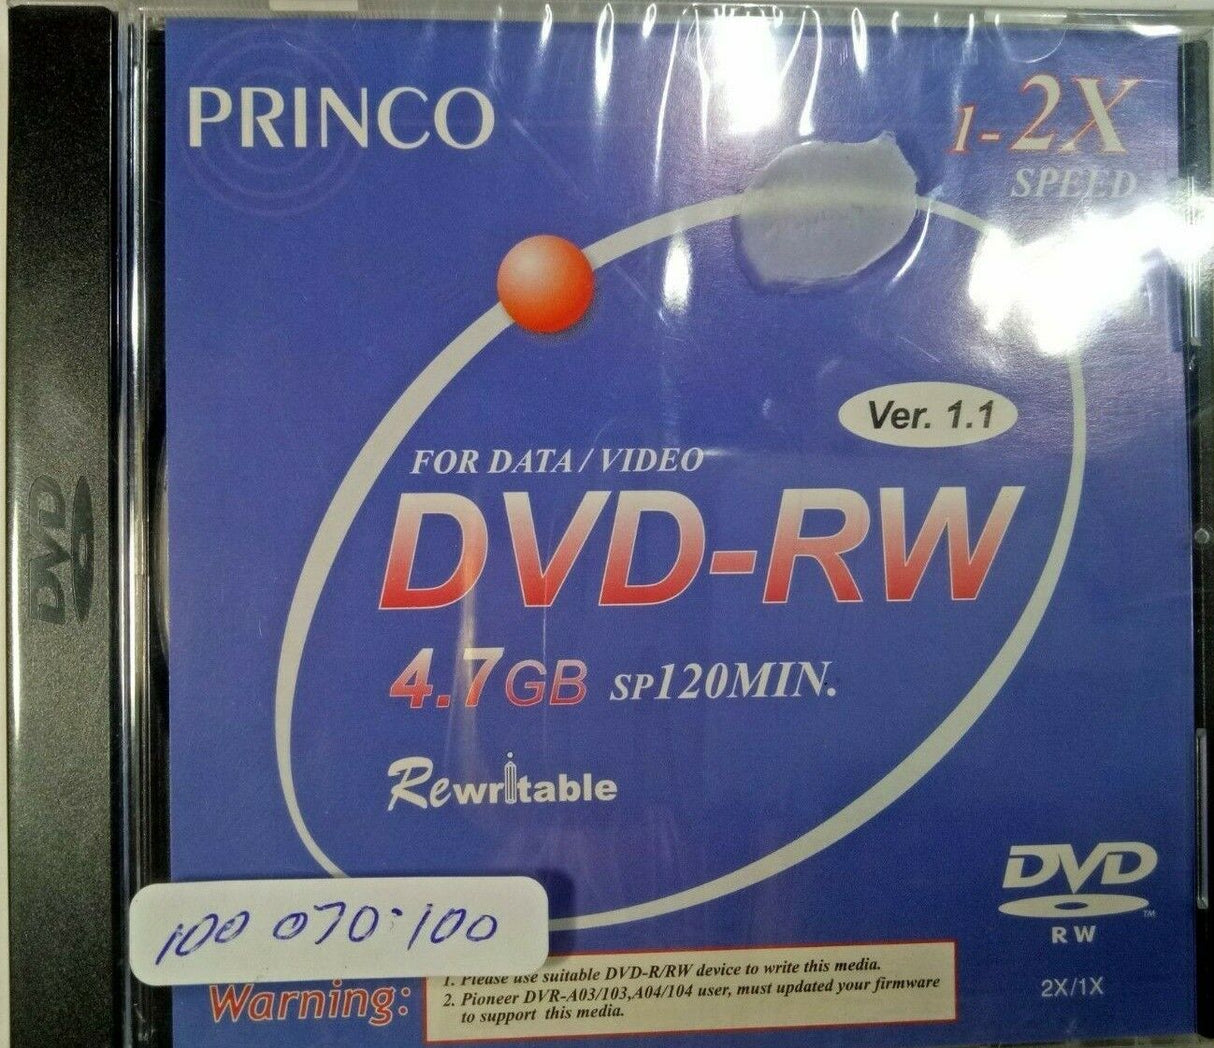 PRINCO
1-2X
SPEED
Ver. 1.1
FOR DATA / VIDEO
DVD-RW
4.7GB SP120MIN.
Rewritable
DVD
DVD
TM
RW
2X/1X
100 070:100
Warning:
1. Please use suitable DVD-R/RW device to write this media.
2. Pioneer DVR-A03/103,A04/104 user, must updated your firmware
to support this media.